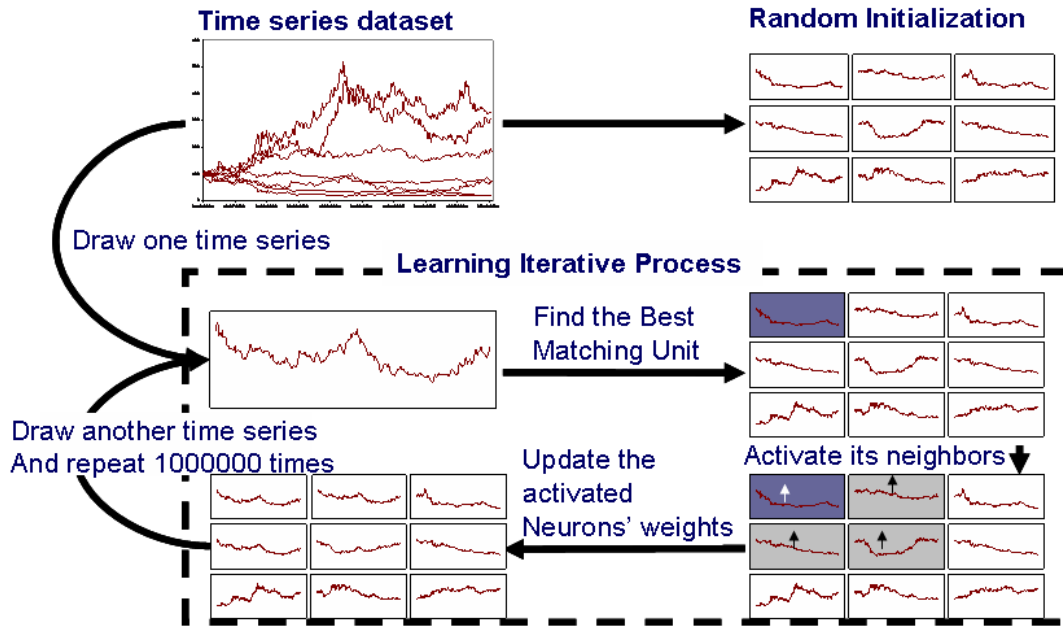 Time series dataset
Random Initialization
Draw one time series
Learning Iterative Process
Find the Best
Matching Unit
Draw another time series
And repeat 1000000 times
Activate its neighbors
Update the
activated
Neurons' weights